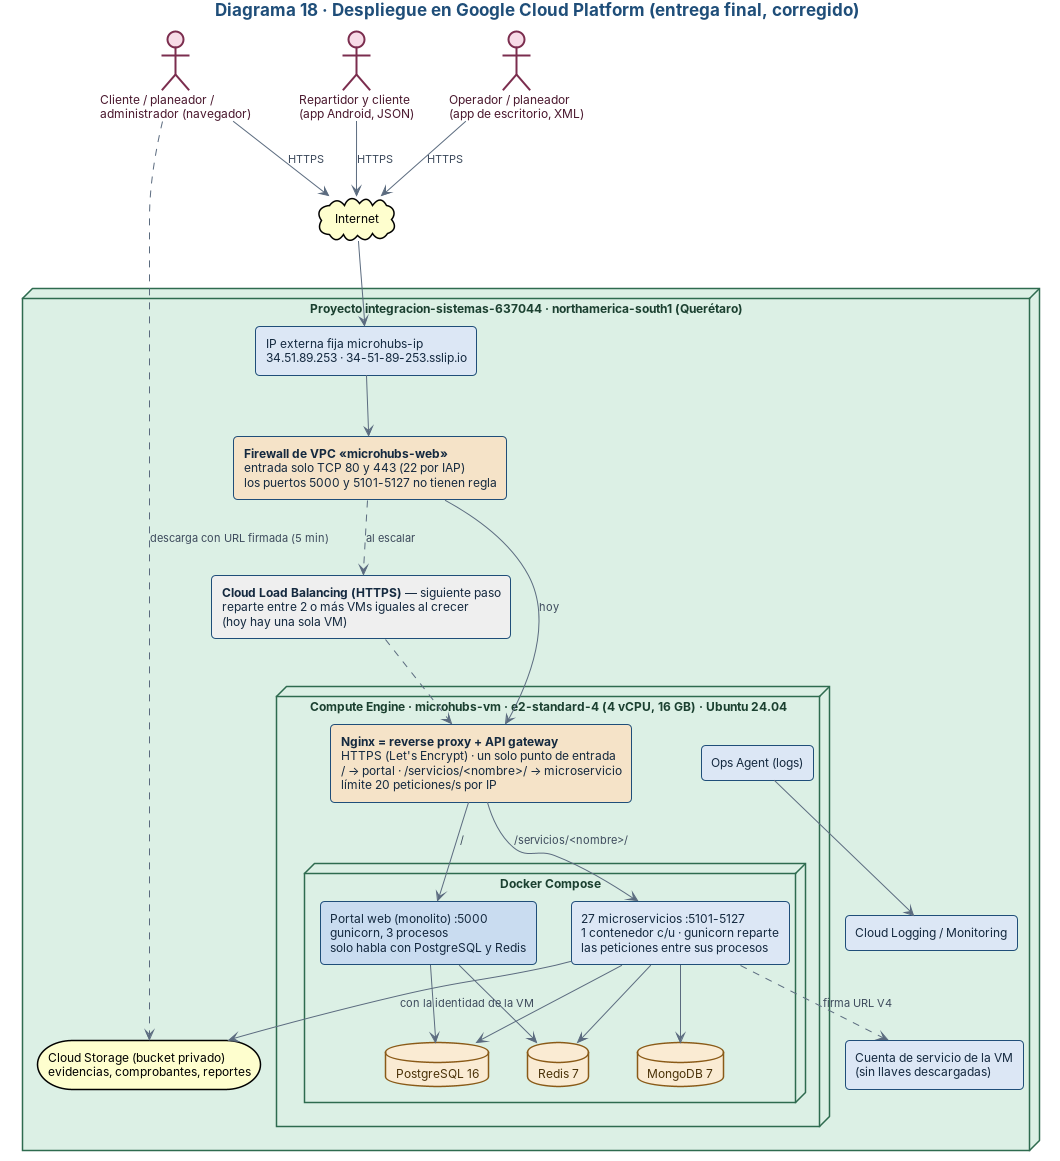 Diagrama 18 · Despliegue en Google Cloud Platform (entrega final, corregido)
Cliente / planeador /
administrador (navegador)
Repartidor y cliente
(app Android, JSON)
Operador / planeador
(app de escritorio, XML)
HTTPS
HTTPS
HTTPS
Internet
Proyecto integracion-sistemas-637044 · northamerica-south1 (Querétaro)
IP externa fija microhubs-ip
34.51.89.253 · 34-51-89-253.sslip.io
Firewall de VPC «microhubs-web»
entrada solo TCP 80 y 443 (22 por IAP)
los puertos 5000 y 5101-5127 no tienen regla
descarga con URL firmada (5 min)
al escalar
Cloud Load Balancing (HTTPS) — siguiente paso
reparte entre 2 o más VMs iguales al crecer
(hoy hay una sola VM)
hoy
Compute Engine · microhubs-vm · e2-standard-4 (4 vCPU, 16 GB) · Ubuntu 24.04
Nginx = reverse proxy + API gateway
HTTPS (Let's Encrypt) · un solo punto de entrada
/ → portal · /servicios/<nombre>/ → microservicio
límite 20 peticiones/s por IP
Ops Agent (logs)
/
/servicios/<nombre>/
Docker Compose
Portal web (monolito) :5000
gunicorn, 3 procesos
solo habla con PostgreSQL y Redis
27 microservicios :5101-5127
1 contenedor c/u · gunicorn reparte
las peticiones entre sus procesos
Cloud Logging / Monitoring
con la identidad de la VM
firma URL V4
Cloud Storage (bucket privado)
evidencias, comprobantes, reportes
PostgreSQL 16
Redis 7
MongoDB 7
Cuenta de servicio de la VM
(sin llaves descargadas)